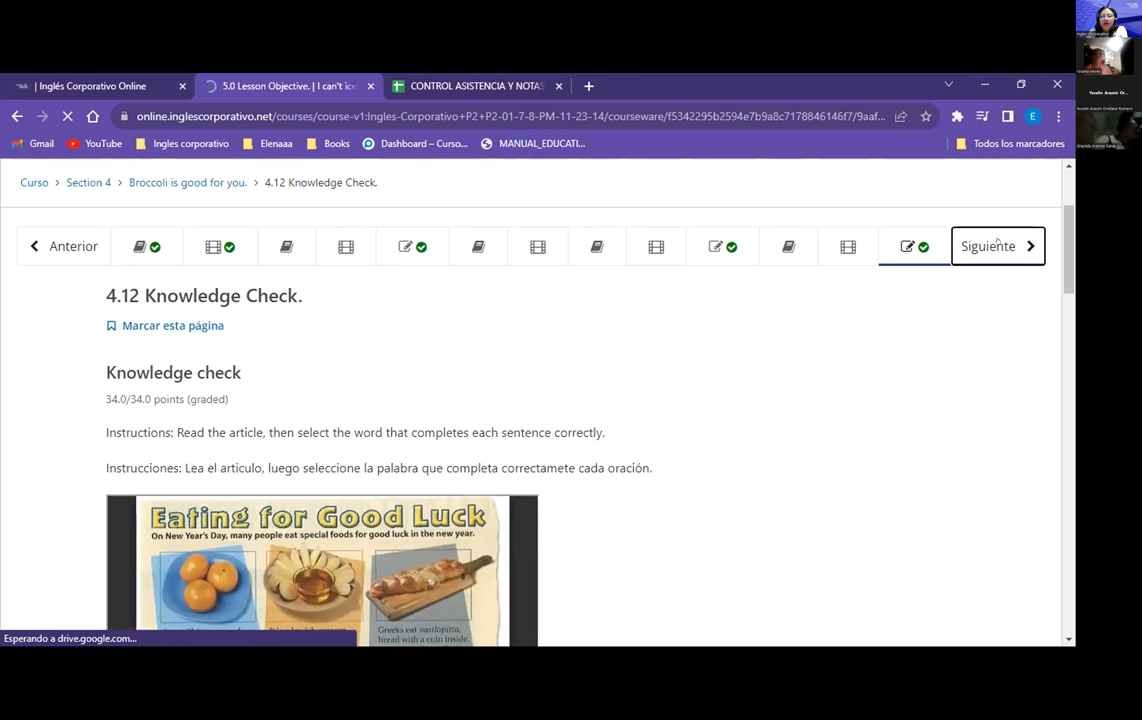 | Inglés Corporativo Online
5.0 Lesson Objective. | I can't ice
CONTROL ASISTENCIA Y NOTAS
online.inglescorporativo.net/courses/course-v1:Ingles-Corporativo+P2+P2-01-7-8-PM-11-23-14/courseware/f5342295b2594e7b9a8c7178846146f7/9aaf...
E
Gmail
YouTube
Ingles corporativo
Elenaaa
Books
Dashboard – Curso...
MANUAL_EDUCATI...
Todos los marcadores
Curso > Section 4 > Broccoli is good for you. > 4.12 Knowledge Check.
Anterior
Siguiente
4.12 Knowledge Check.
Marcar esta página
Knowledge check
34.0/34.0 points (graded)
Instructions: Read the article, then select the word that completes each sentence correctly.
Instrucciones: Lea el articulo, luego seleccione la palabra que completa correctamete cada oración.
Eating for Good Luck
On New Year's Day, many people eat special foods for good luck in the new year.
Greeks eat vasilopitta,
bread with a coin inside.
Esperando a drive.google.com...
Yoselin Anzomi Or...